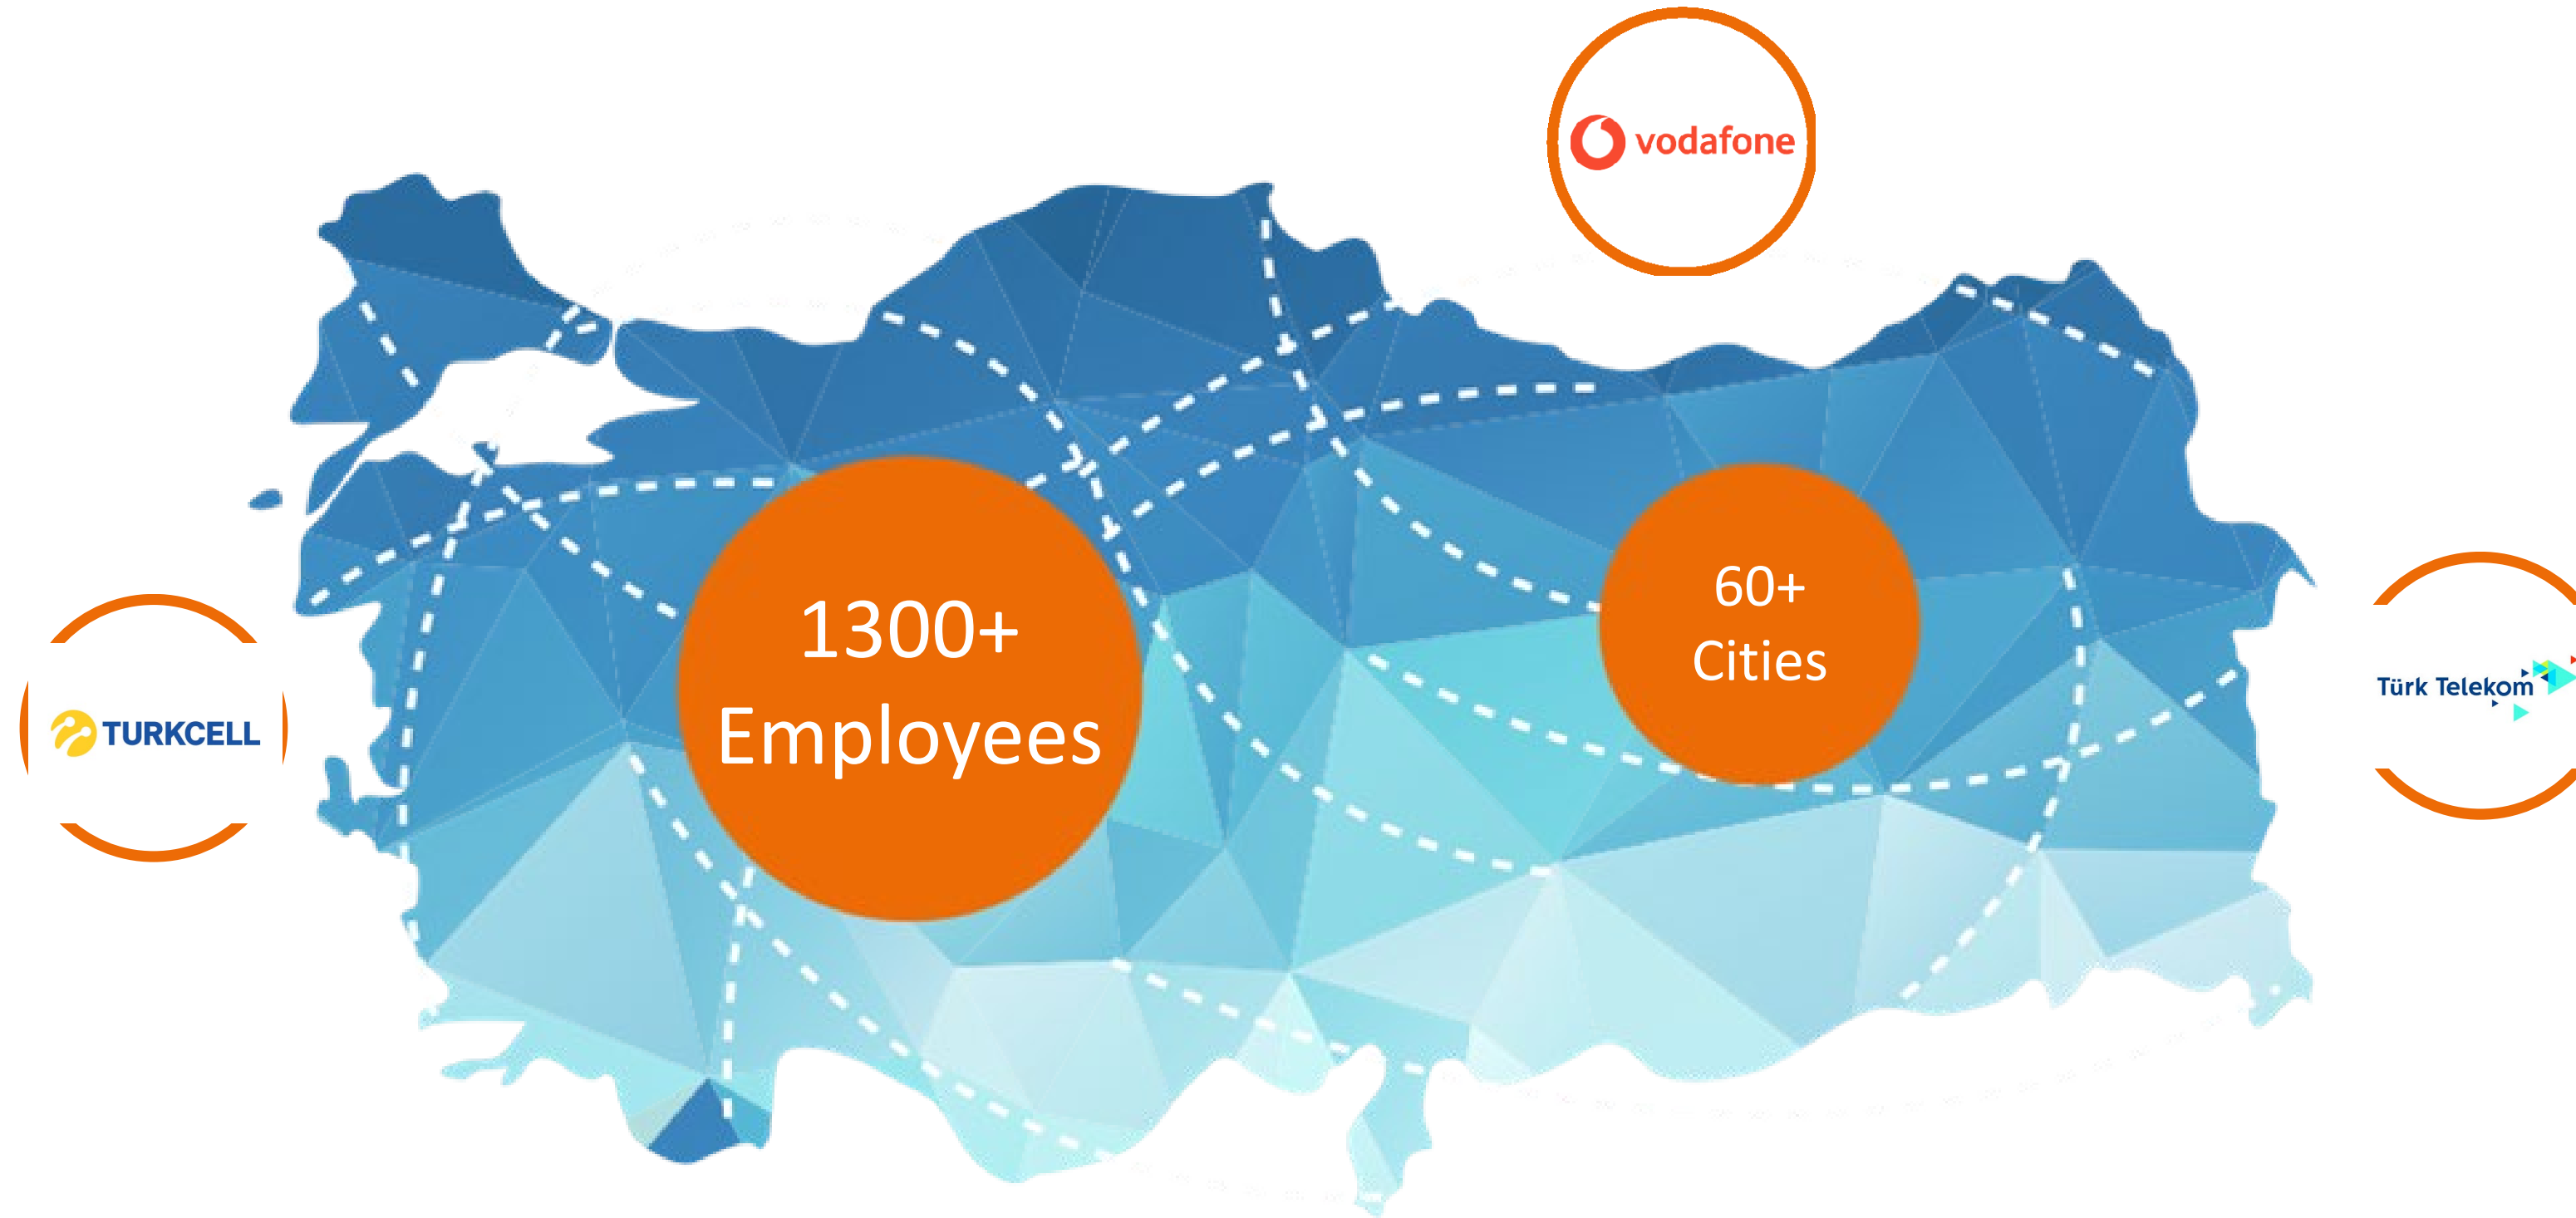 vodafone
1300+
Employees
60+
Cities
TURKCELL
Türk Telekom